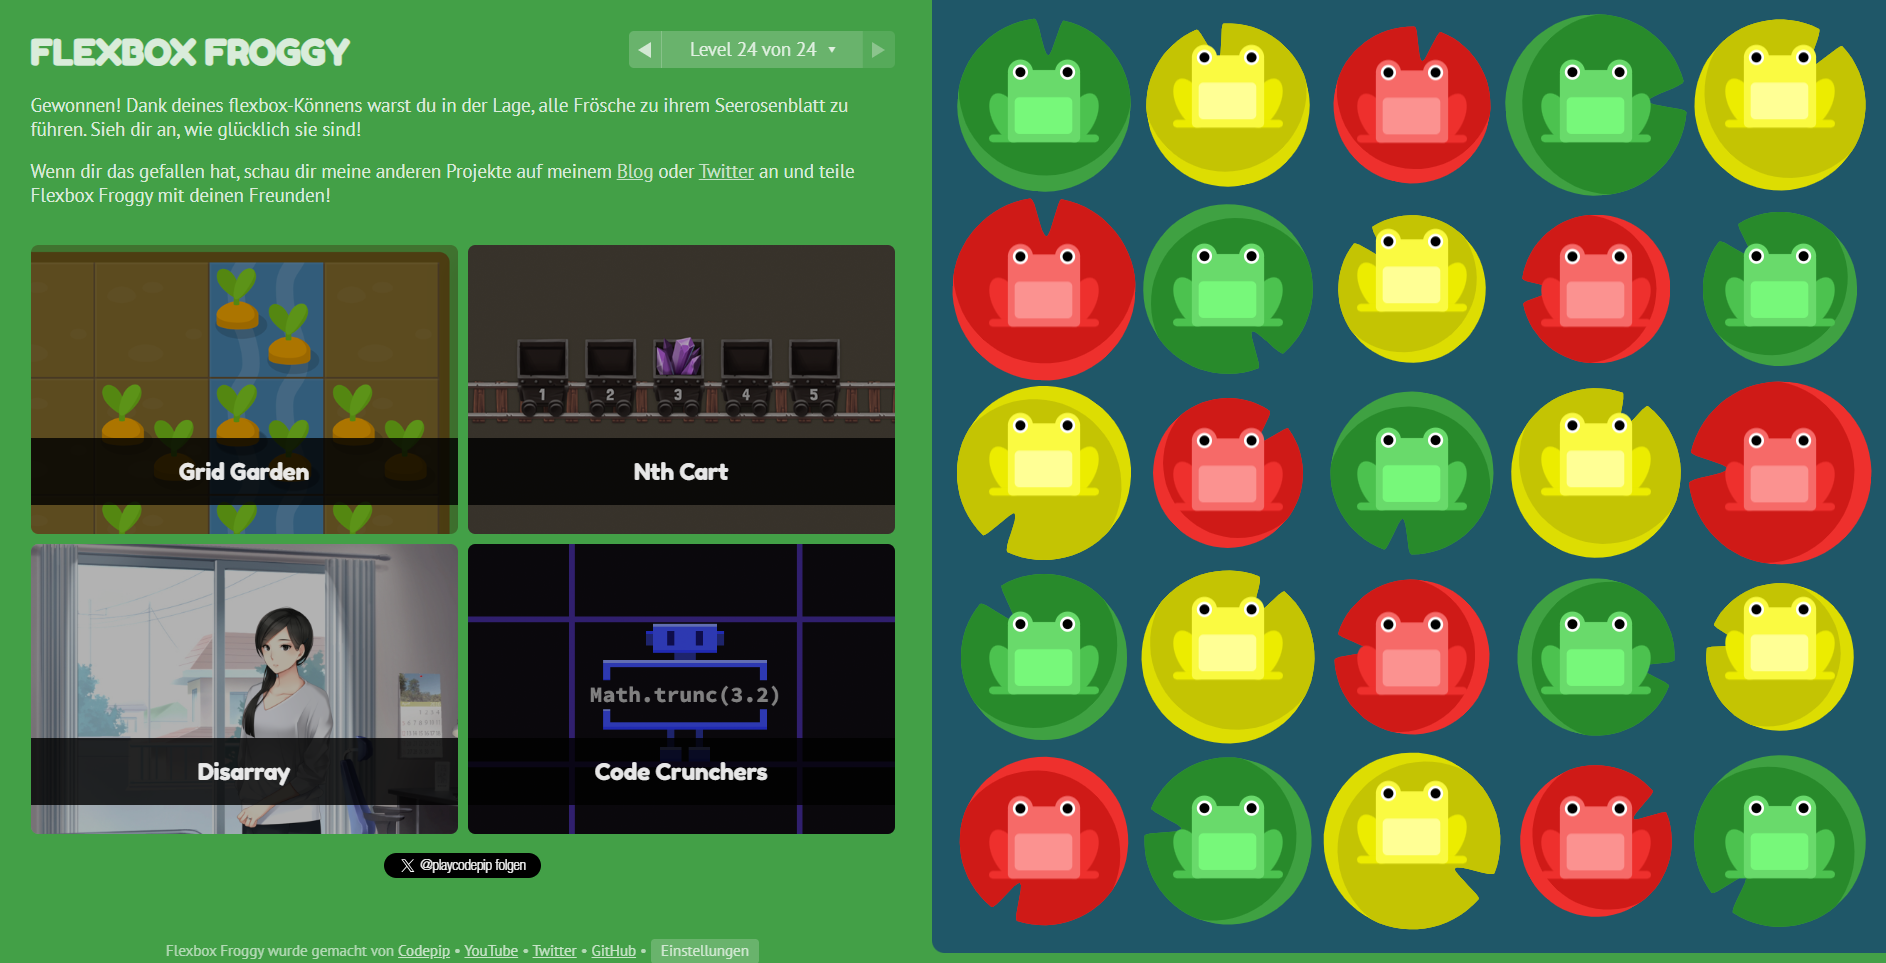 FLEXBOX FROGGY
Level 24 von 24
Gewonnen! Dank deines flexbox-Könnens warst du in der Lage, alle Frösche zu ihrem Seerosenblatt zu
führen. Sieh dir an, wie glücklich sie sind!
Wenn dir das gefallen hat, schau dir meine anderen Projekte auf meinem Blog oder Twitter an und teile
Flexbox Froggy mit deinen Freunden!
Grid Garden
1 2 3 4 5
Nth Cart
Disarray
Math.trunc(3.2)
Code Crunchers
@playcodepip folgen
Flexbox Froggy wurde gemacht von Codepip • YouTube • Twitter • GitHub • Einstellungen